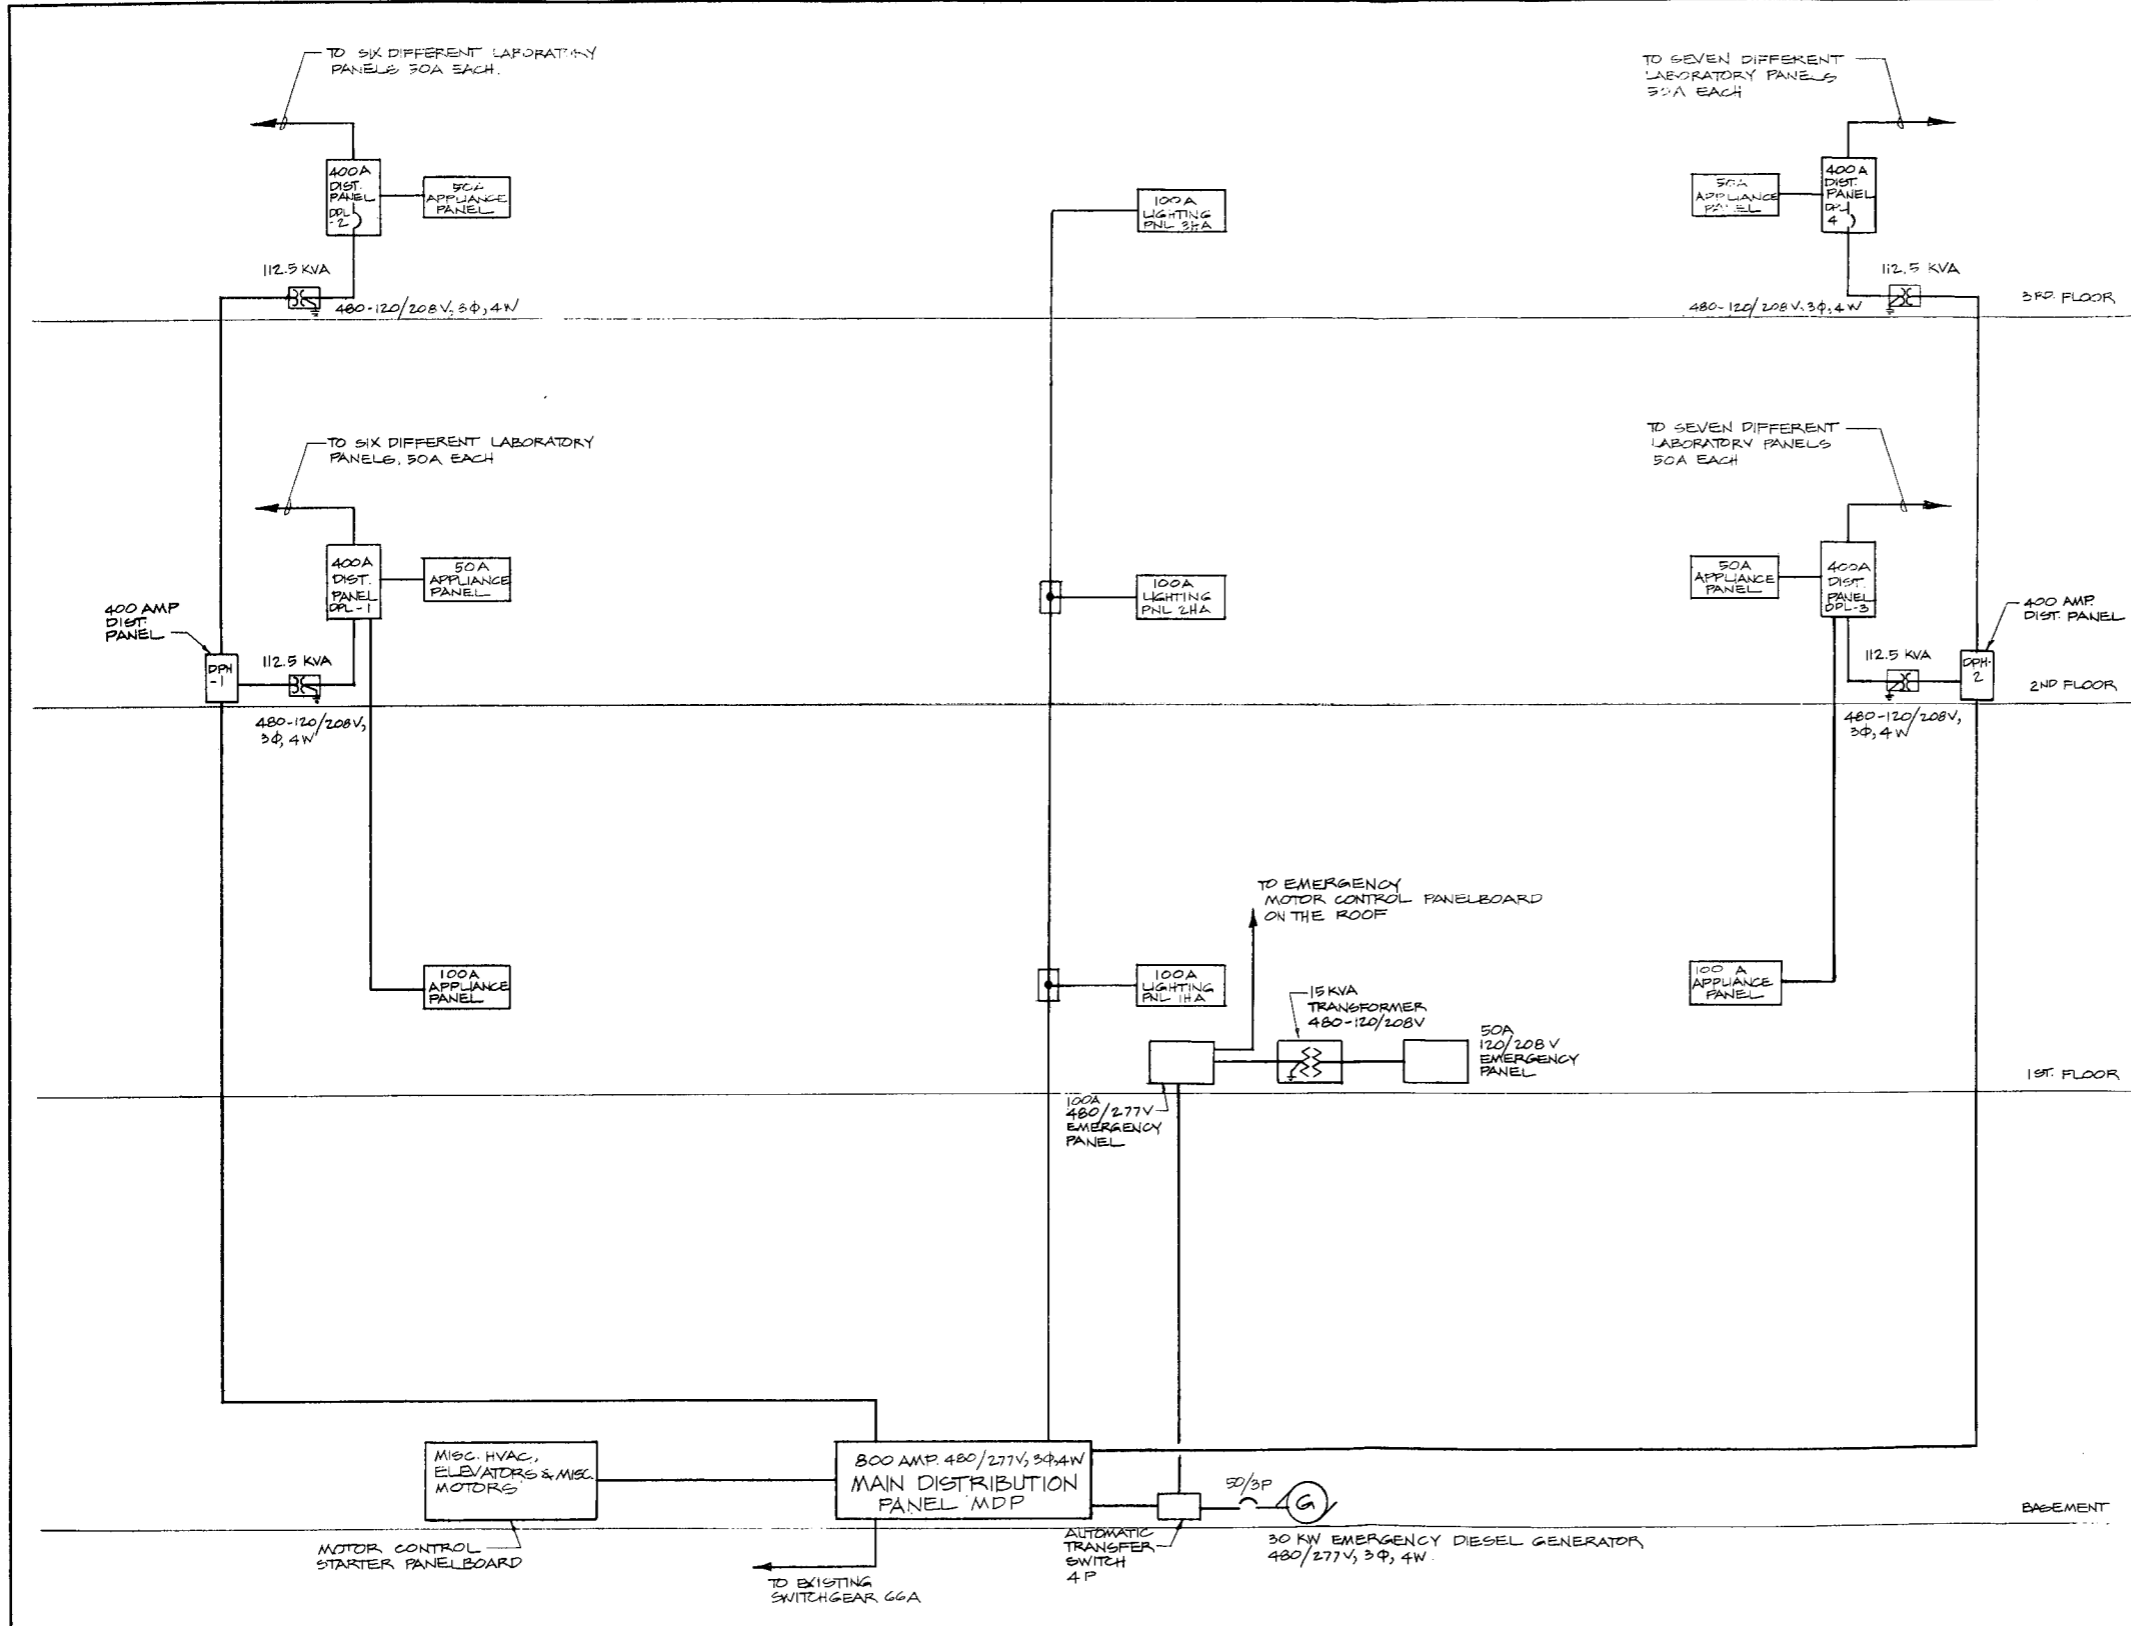 TO SIX DIFFERENT LABORATORY
PANELS 50A EACH.
400A
DIST.
PANEL
DPL
-2
50A
APPLIANCE
PANEL
112.5 KVA
480-120/208V, 3Φ, 4W
100A
LIGHTING
PNL 3HA
TO SEVEN DIFFERENT
LABORATORY PANELS
50A EACH
50A
APPLIANCE
PANEL
400A
DIST.
PANEL
DPL
4
112.5 KVA
480-120/208V, 3Φ, 4W
3RD. FLOOR
TO SIX DIFFERENT LABORATORY
PANELS, 50A EACH
400A
DIST.
PANEL
DPL-1
50A
APPLIANCE
PANEL
400 AMP
DIST.
PANEL
DPH
-1
112.5 KVA
480-120/208V,
3Φ, 4W
100A
LIGHTING
PNL 2HA
TO SEVEN DIFFERENT
LABORATORY PANELS
50A EACH
50A
APPLIANCE
PANEL
400A
DIST.
PANEL
DPL-3
400 AMP.
DIST. PANEL
112.5 KVA
DPH-
2
480-120/208V,
3Φ, 4W
2ND FLOOR
100A
APPLIANCE
PANEL
100A
LIGHTING
PNL 1HA
TO EMERGENCY
MOTOR CONTROL PANELBOARD
ON THE ROOF
15 KVA
TRANSFORMER
480-120/208V
50A
120/208 V
EMERGENCY
PANEL
100A
480/277V
EMERGENCY
PANEL
100 A
APPLIANCE
PANEL
1ST. FLOOR
MISC. HVAC,
ELEVATORS & MISC.
MOTORS
MOTOR CONTROL
STARTER PANELBOARD
800 AMP. 480/277V, 3Φ, 4W
MAIN DISTRIBUTION
PANEL MDP
TO EXISTING
SWITCHGEAR 66A
AUTOMATIC
TRANSFER
SWITCH
4P
50/3P
G
30 KW EMERGENCY DIESEL GENERATOR
480/277V, 3Φ, 4W.
BASEMENT